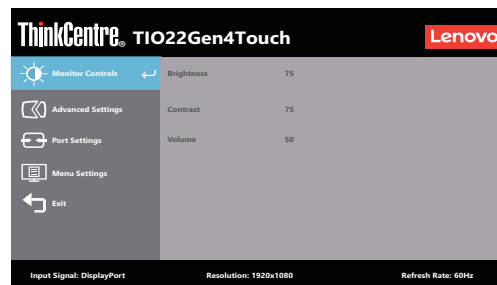 ThinkCentre® TIO22Gen4Touch
Lenovo
Monitor Controls
Brightness 75
Advanced Settings
Contrast 75
Port Settings
Volume 50
Menu Settings
Exit
Input Signal: DisplayPort Resolution: 1920x1080 Refresh Rate: 60Hz